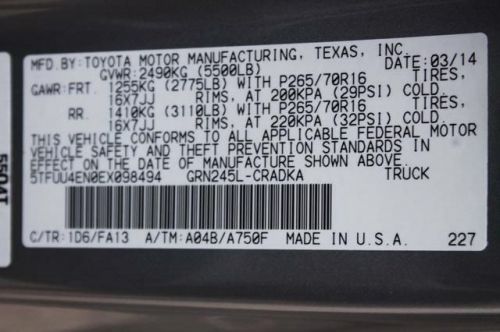 MFD BY: TOYOTA MOTOR MANUFACTURING, TEXAS, INC.
GVWR: 2490KG (5500LB) DATE: 03/14
GAWR: FRT. 1255KG (2775LB) WITH P265/70R16 TIRES,
16X7JJ RIMS, AT 200KPA (29PSI) COLD.
RR. 1410KG (3110LB) WITH P265/70R16 TIRES,
16X7JJ RIMS, AT 220KPA (32PSI) COLD.
THIS VEHICLE CONFORMS TO ALL APPLICABLE FEDERAL MOTOR
VEHICLE SAFETY AND THEFT PREVENTION STANDARDS IN
EFFECT ON THE DATE OF MANUFACTURE SHOWN ABOVE.
5TFUU4EN0EX098494 GRN245L-CRADKA TRUCK
C/TR: 1D6/FA13 A/TM: A04B/A750F MADE IN U.S.A. 227
5504T